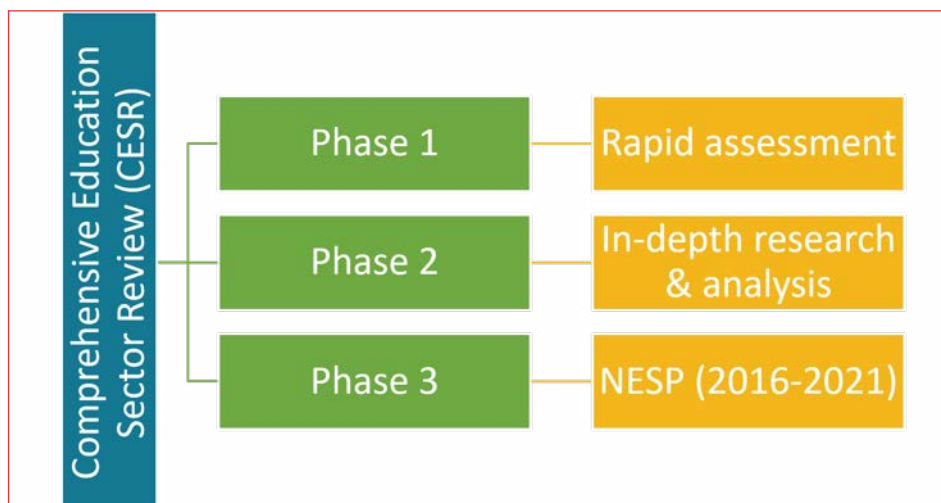 Comprehensive Education
Sector Review (CESR)
Phase 1
Rapid assessment
Phase 2
In-depth research
& analysis
Phase 3
NESP (2016-2021)